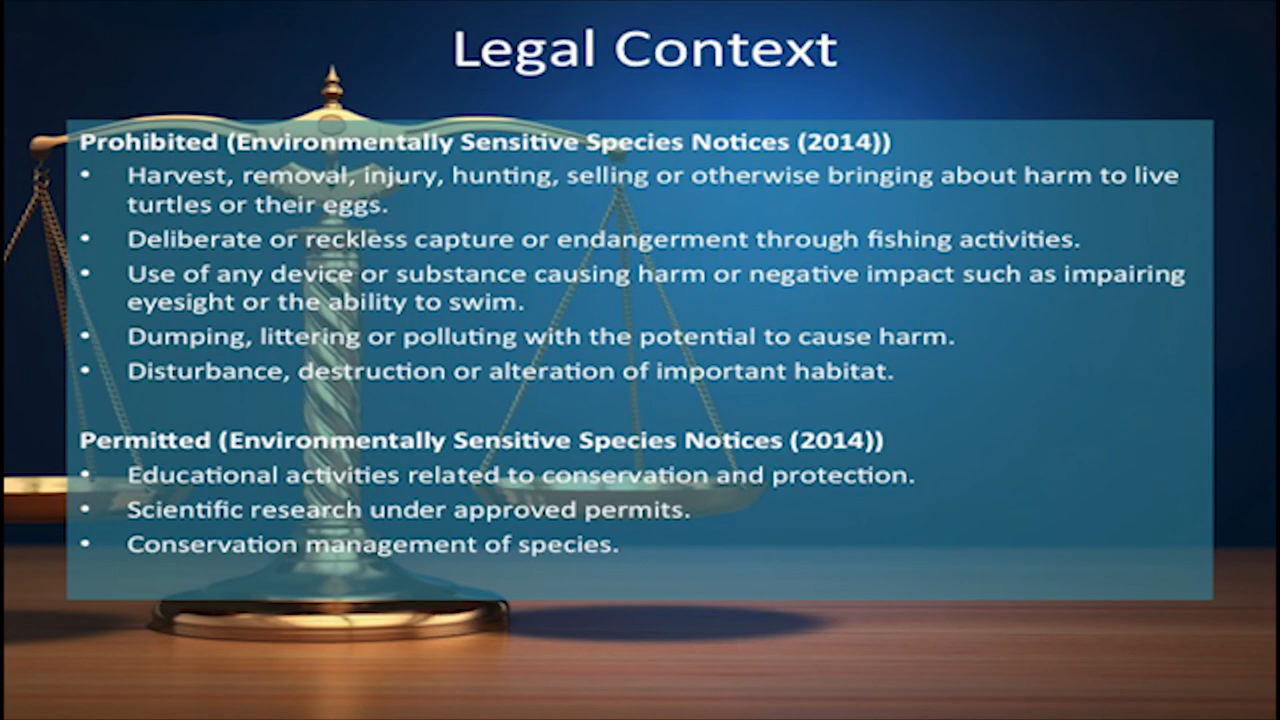 Legal Context
Prohibited (Environmentally Sensitive Species Notices (2014))
• Harvest, removal, injury, hunting, selling or otherwise bringing about harm to live
turtles or their eggs.
• Deliberate or reckless capture or endangerment through fishing activities.
• Use of any device or substance causing harm or negative impact such as impairing
eyesight or the ability to swim.
• Dumping, littering or polluting with the potential to cause harm.
• Disturbance, destruction or alteration of important habitat.
Permitted (Environmentally Sensitive Species Notices (2014))
• Educational activities related to conservation and protection.
• Scientific research under approved permits.
• Conservation management of species.